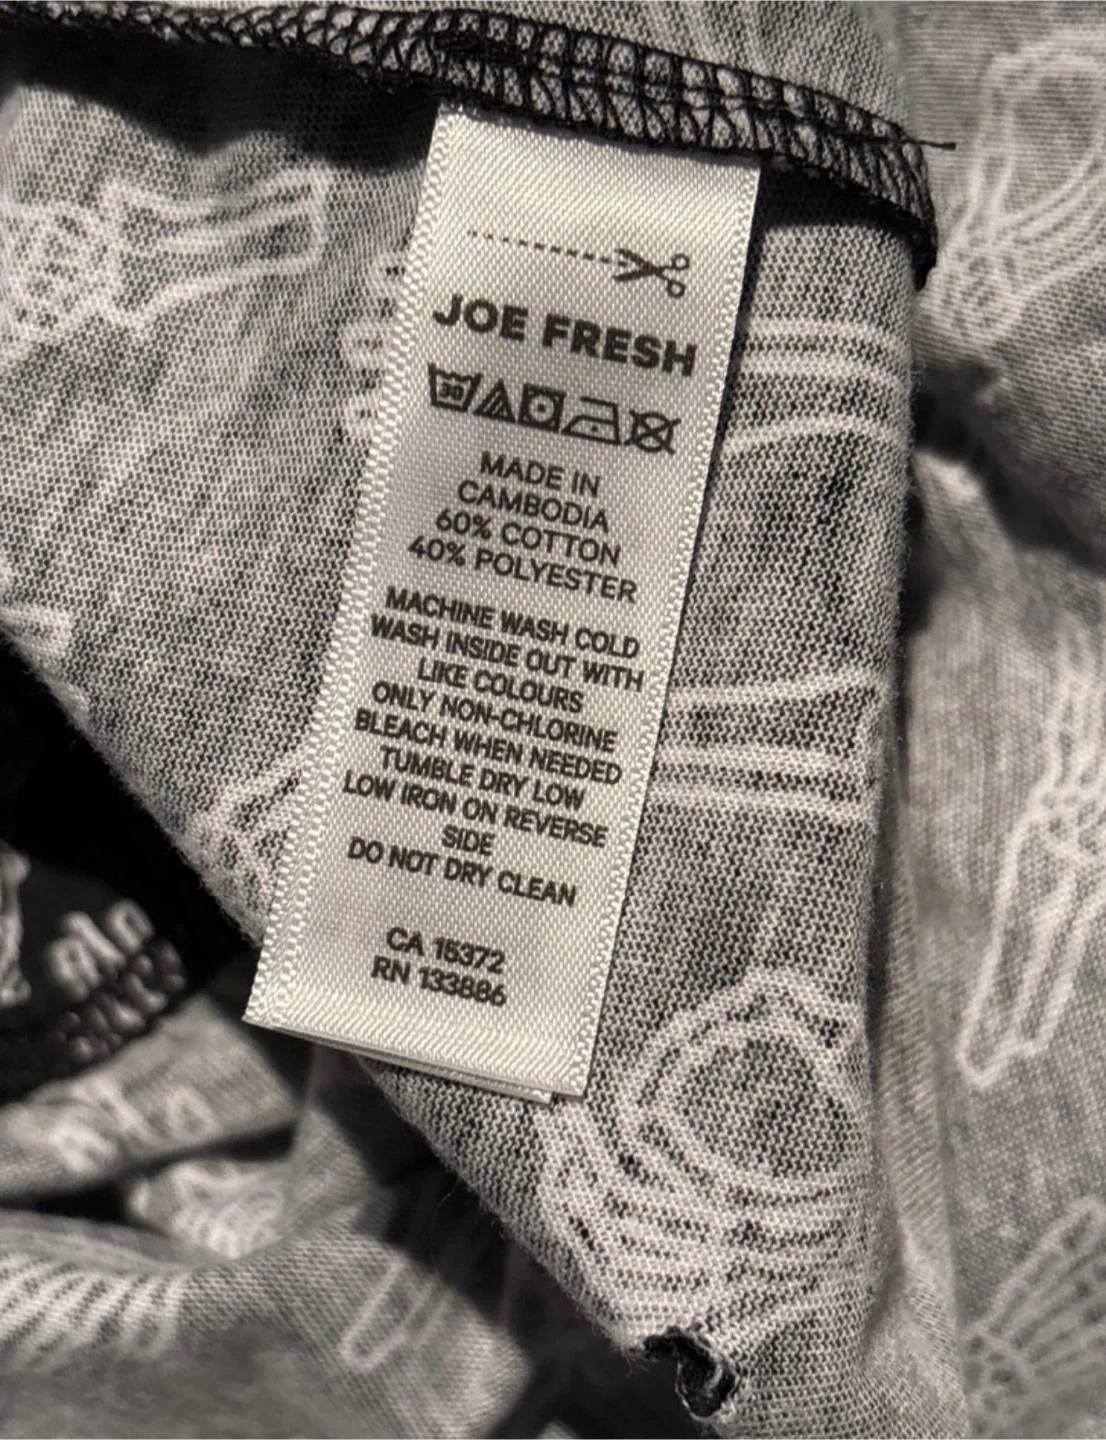 JOE FRESH
30
MADE IN
CAMBODIA
60% COTTON
40% POLYESTER
MACHINE WASH COLD
WASH INSIDE OUT WITH
LIKE COLOURS
ONLY NON-CHLORINE
BLEACH WHEN NEEDED
TUMBLE DRY LOW
LOW IRON ON REVERSE
SIDE
DO NOT DRY CLEAN
CA 15372
RN 133886